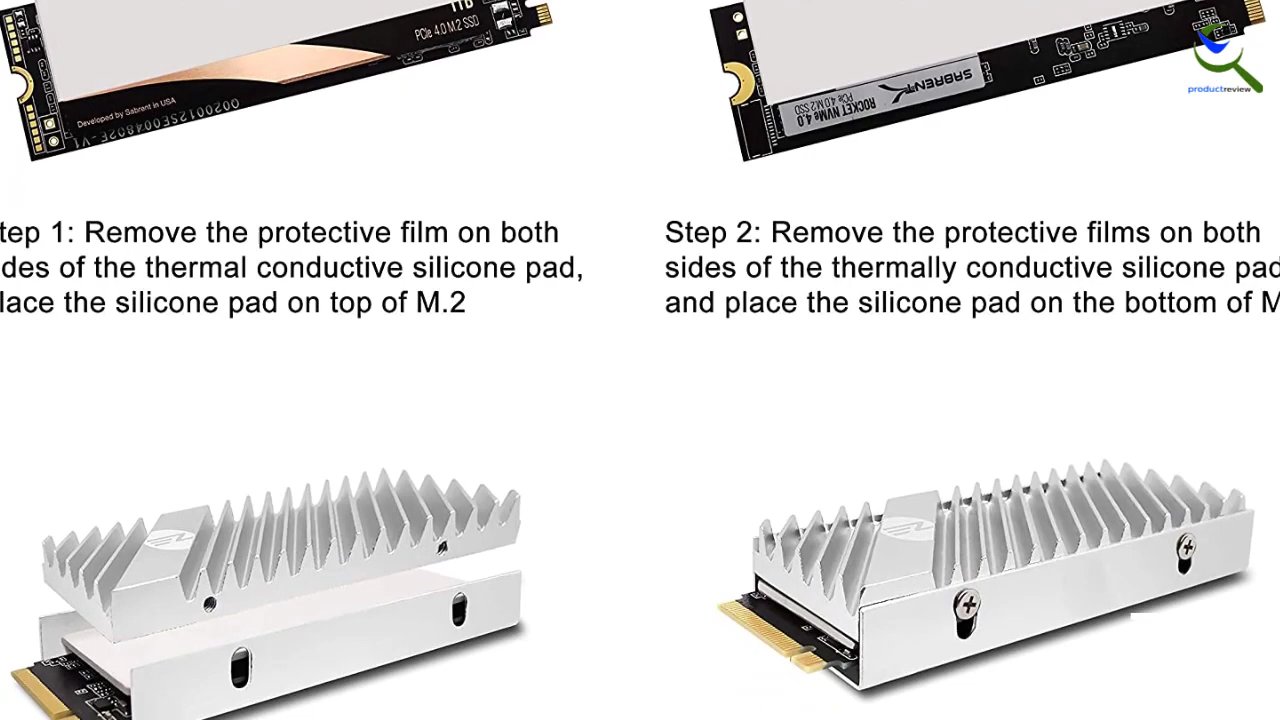 1TB
PCIe 4.0 M.2 SSD
Developed by Sabrent in USA
SABRENT
ROCKET NVMe 4.0
PCIe 4.0 M.2 SSD
productreview
tep 1: Remove the protective film on both
des of the thermal conductive silicone pad,
lace the silicone pad on top of M.2
Step 2: Remove the protective films on both
sides of the thermally conductive silicone pad
and place the silicone pad on the bottom of M